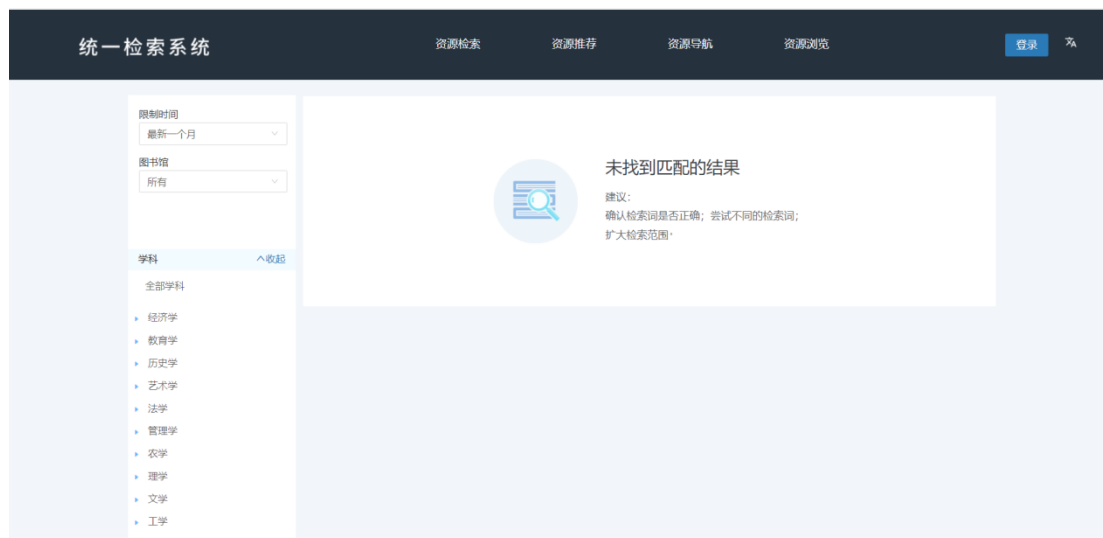 统一检索系统
资源检索
资源推荐
资源导航
资源浏览
登录
限制时间
最新一个月
图书馆
所有
学科
收起
全部学科
经济学
教育学
历史学
艺术学
法学
管理学
农学
理学
文学
工学
未找到匹配的结果
建议：
确认检索词是否正确；尝试不同的检索词；
扩大检索范围·